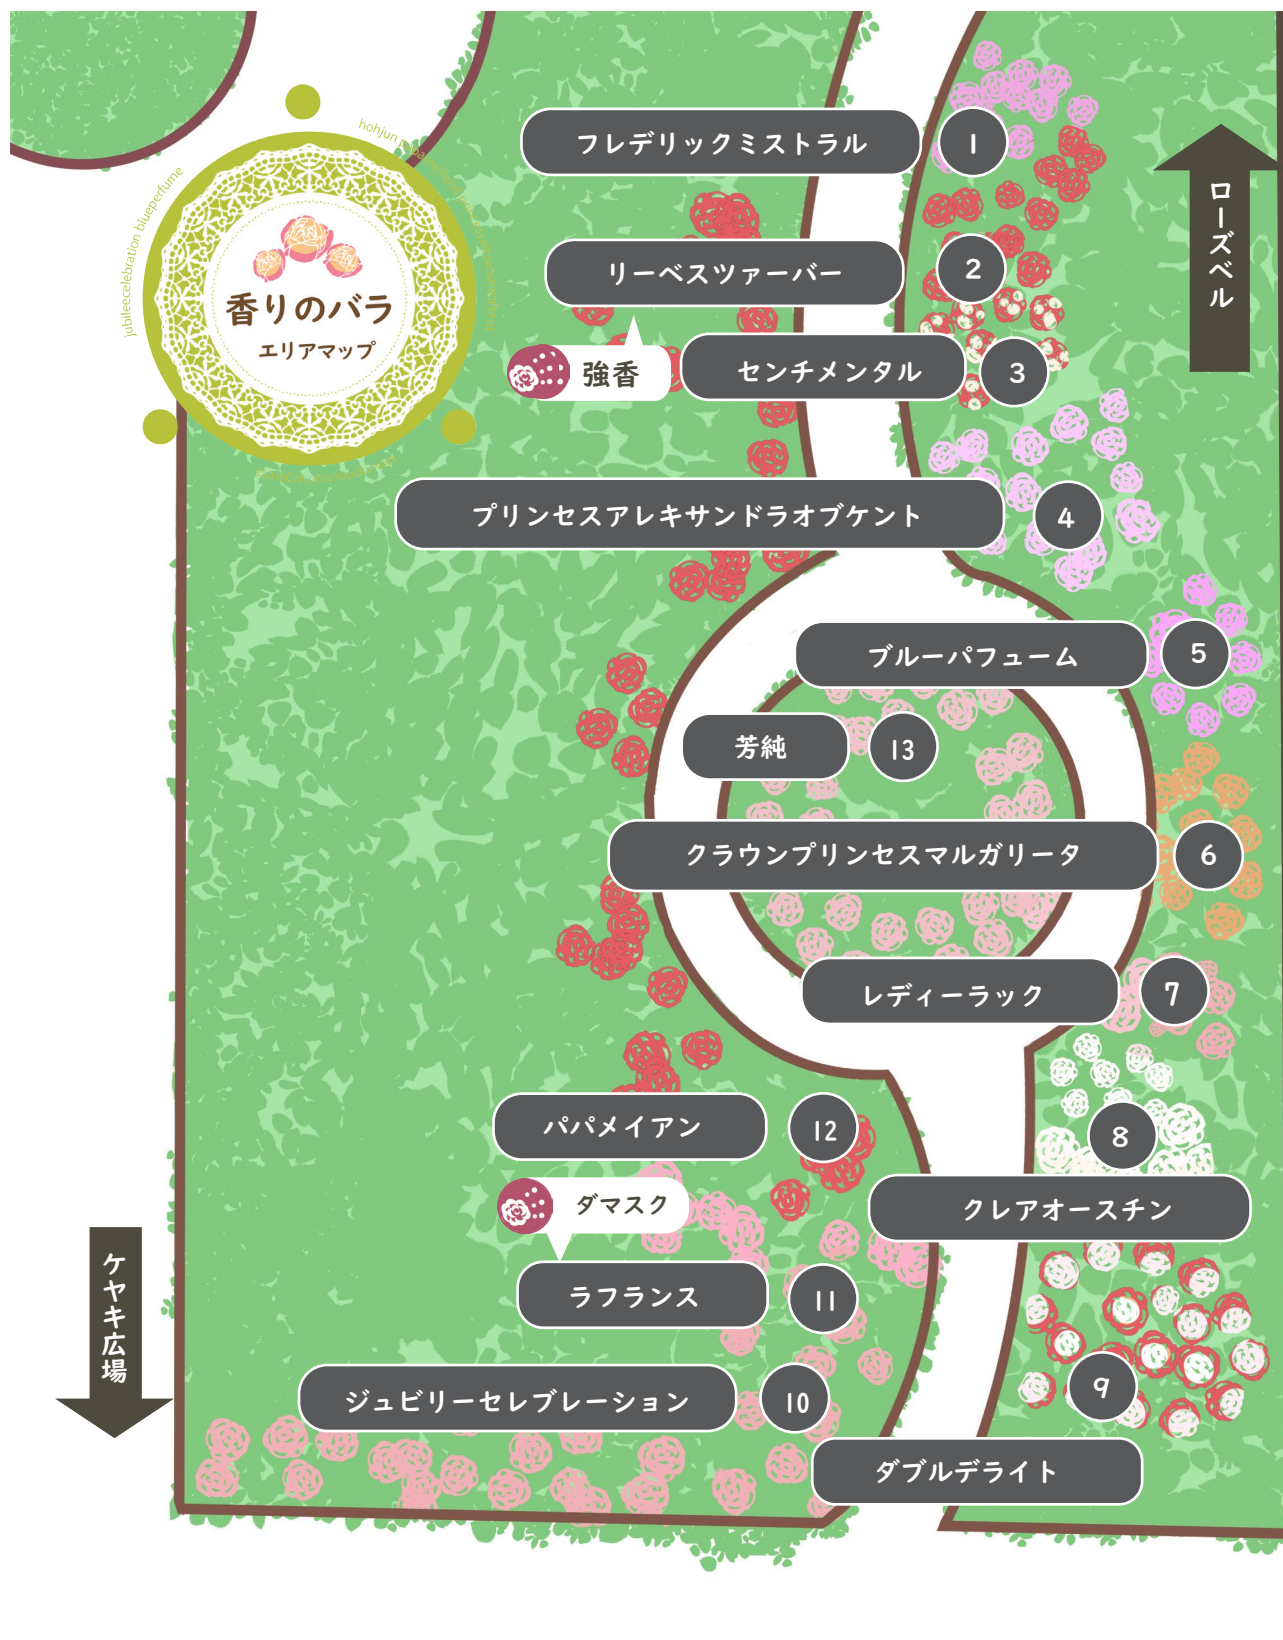 香りのバラ
エリアマップ
jubileecelebration blueperfume
hohjun
ローズベル
フレデリックミストラル
1
リーベスツァーバー
2
強香
センチメンタル
3
プリンセスアレキサンドラオブケント
4
ブルーパフューム
5
芳純
13
クラウンプリンセスマルガリータ
6
レディーラック
7
パパメイアン
12
8
ダマスク
クレアオースチン
ラフランス
11
ケヤキ広場
ジュビリーセレブレーション
10
9
ダブルデライト